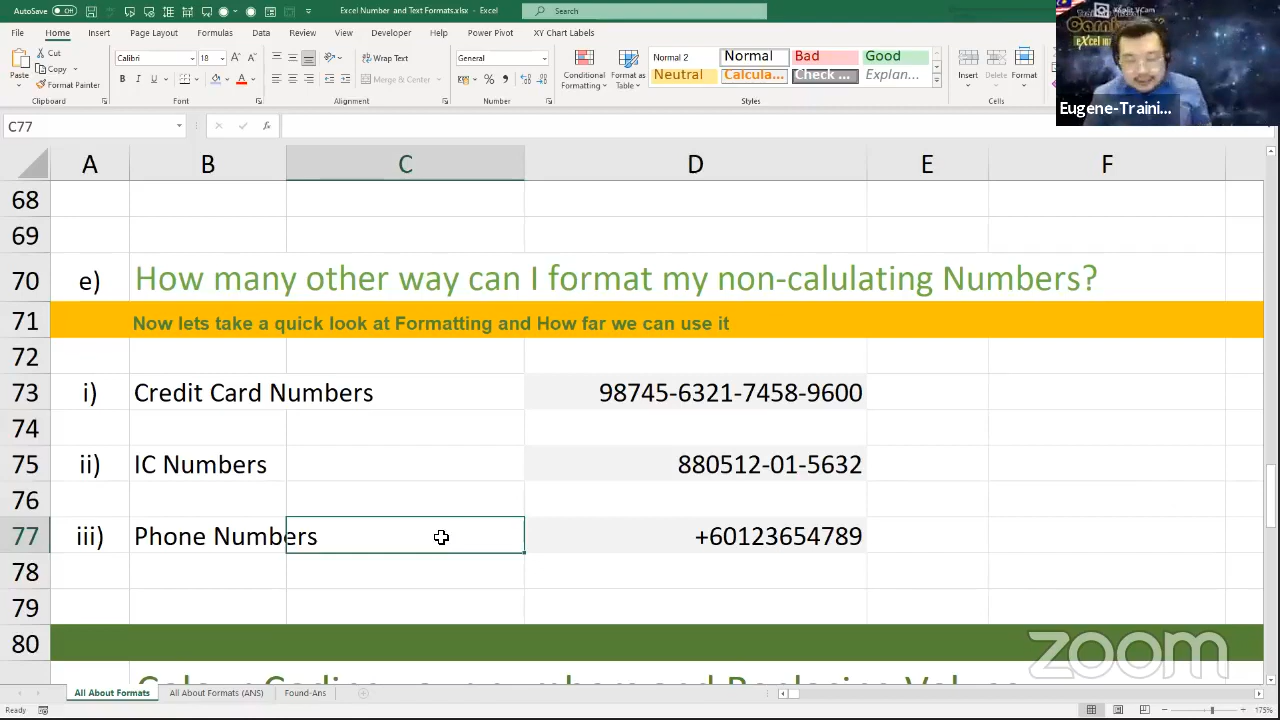 AutoSave Off
Excel Number and Text Formats.xlsx - Excel
Search
File Home Insert Page Layout Formulas Data Review View Developer Help Power Pivot XY Chart Labels
Paste Cut Copy Format Painter
Calibri 18 Wrap Text General
Merge & Center
Conditional Formatting Format as Table
Normal 2 Normal Bad Good
Neutral Calcula... Check ... Explan...
Insert Delete Format
Clipboard Font Alignment Number Styles Cells
Eugene-Traini...
C77 fx
A B C D E F
68
69
70 e) How many other way can I format my non-calulating Numbers?
71 Now lets take a quick look at Formatting and How far we can use it
72
73 i) Credit Card Numbers 98745-6321-7458-9600
74
75 ii) IC Numbers 880512-01-5632
76
77 iii) Phone Numbers +60123654789
78
79
80
zoom
All About Formats All About Formats (ANS) Found-Ans
Ready 175%